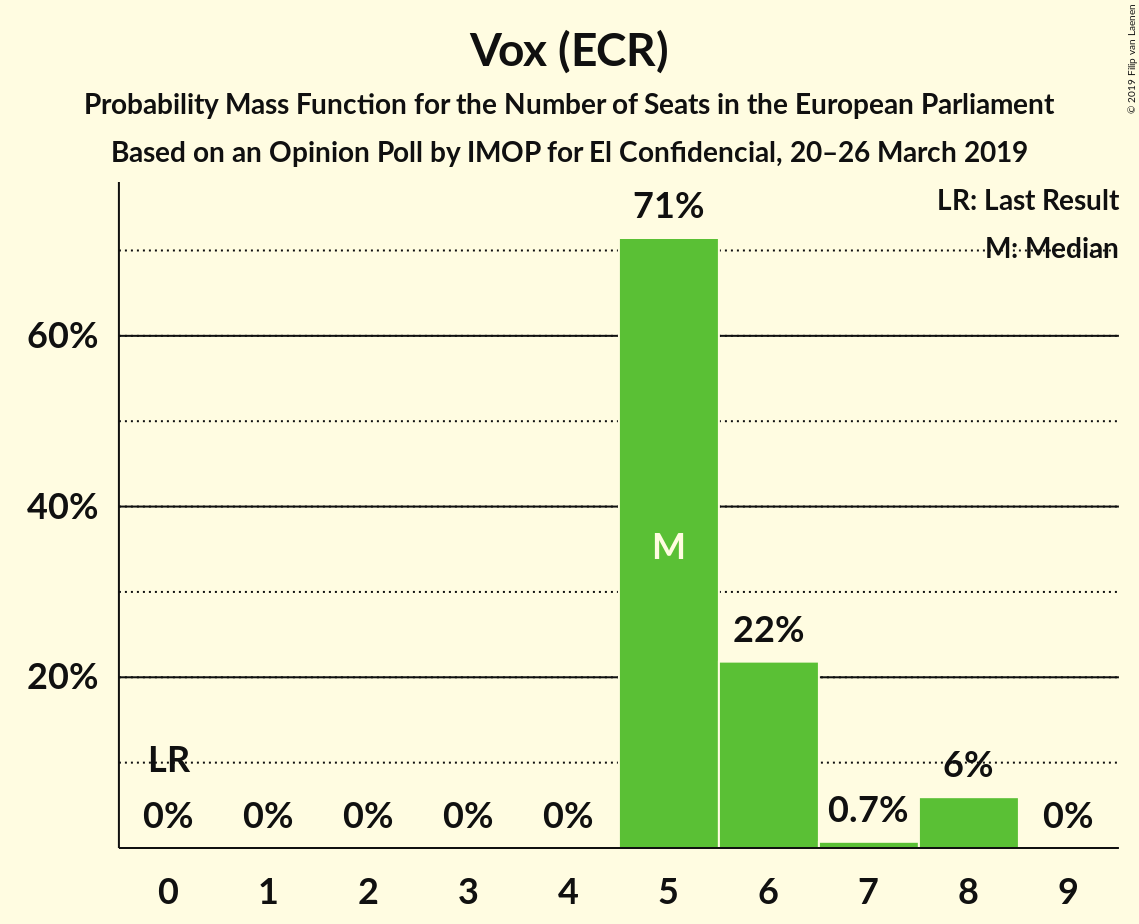 Vox (ECR)
Probability Mass Function for the Number of Seats in the European Parliament
Based on an Opinion Poll by IMOP for El Confidencial, 20–26 March 2019
© 2019 Filip van Laenen
LR: Last Result
M: Median
71%
60%
40%
M
22%
20%
LR
6%
0.7%
0% 0% 0% 0% 0% 0%
0 1 2 3 4 5 6 7 8 9